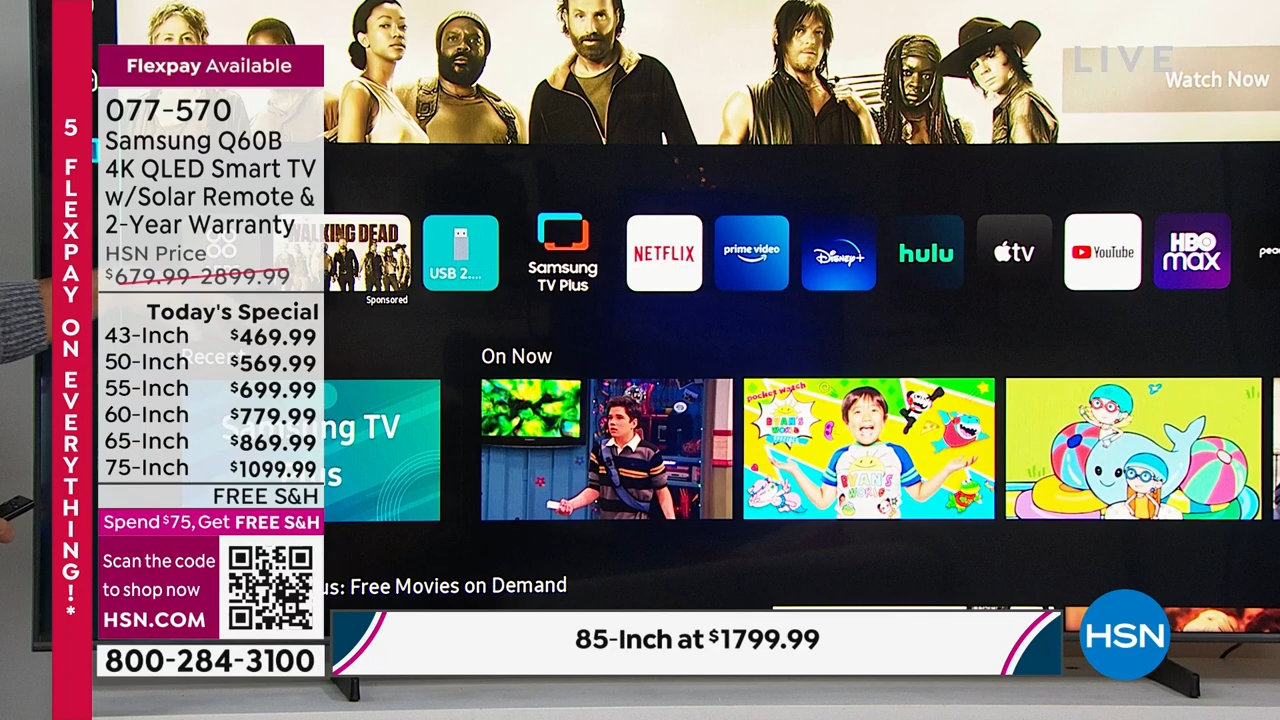 5 FLEXPAY ON EVERYTHING!*
Flexpay Available
077-570
Samsung Q60B
4K QLED Smart TV
w/Solar Remote &
2-Year Warranty
HSN Price
$679.99-2899.99
Today's Special
43-Inch $469.99
50-Inch $569.99
55-Inch $699.99
60-Inch $779.99
65-Inch $869.99
75-Inch $1099.99
FREE S&H
Spend $75, Get FREE S&H
Scan the code
to shop now
HSN.COM
800-284-3100
LIVE
Watch Now
WALKING DEAD
Sponsored
USB 2....
Samsung
TV Plus
NETFLIX
prime video
Disney+
hulu
tv
YouTube
HBO
max
Recent
On Now
Samsung TV
pocket.watch
RYAN'S
WORLD
RYAN'S
WORLD
us: Free Movies on Demand
85-Inch at $1799.99
HSN